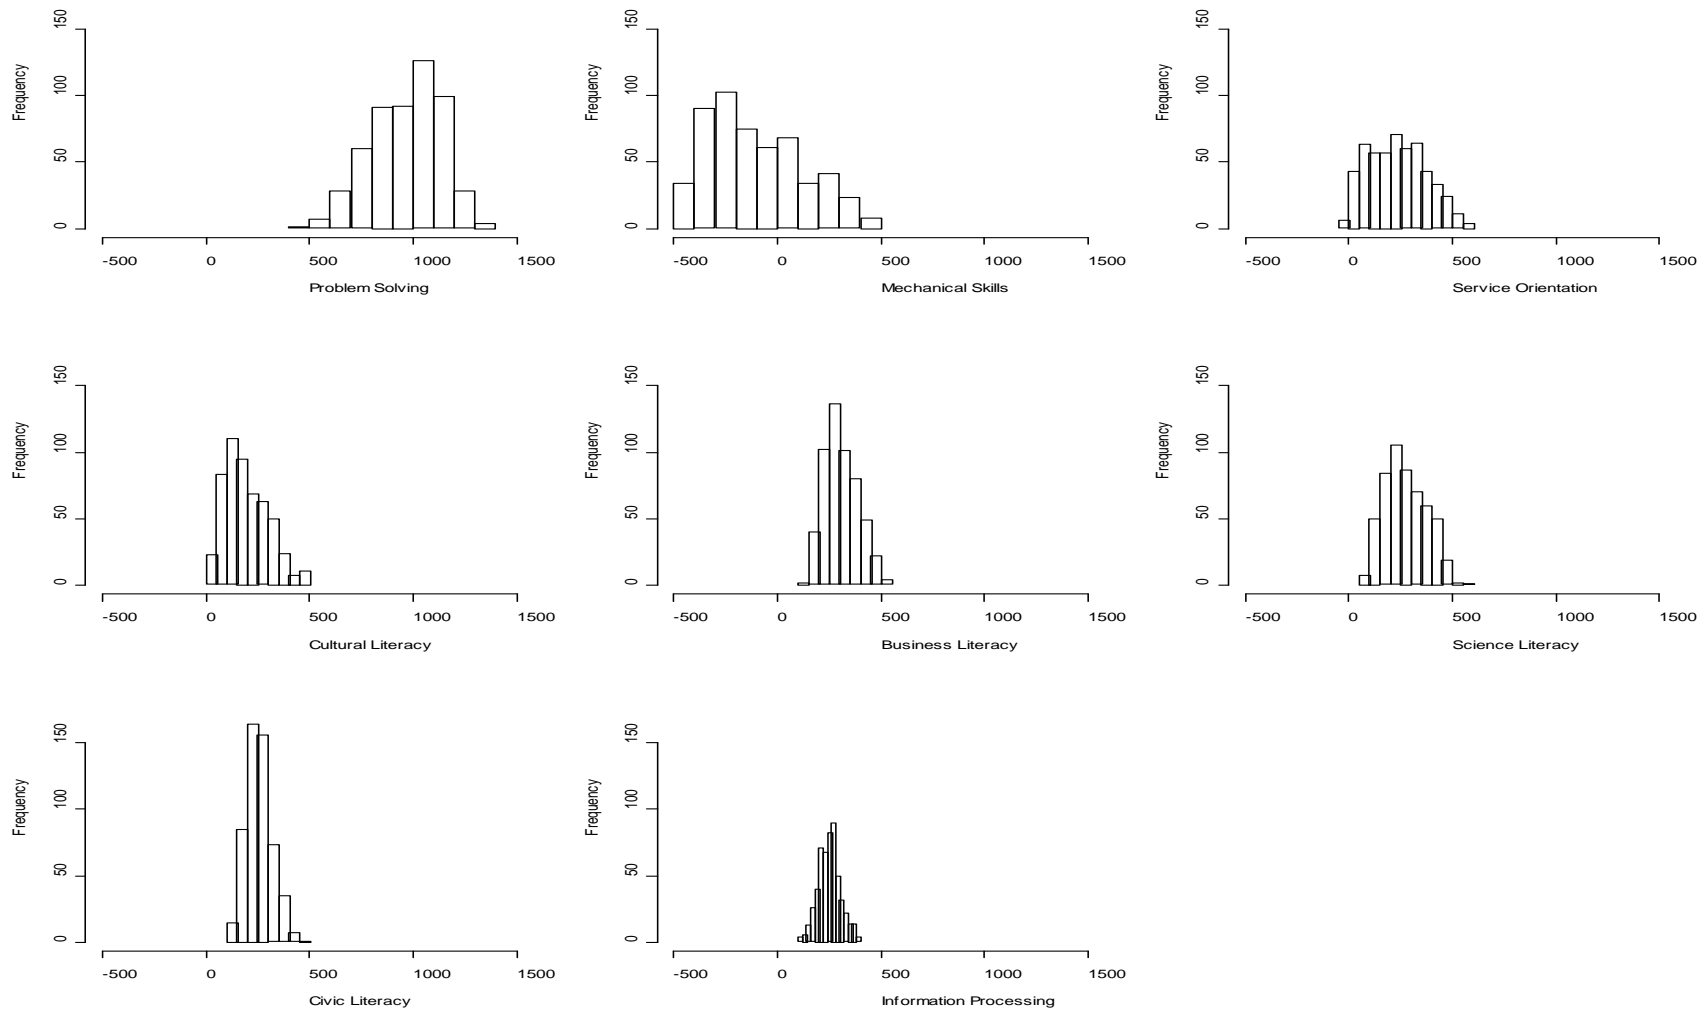 150
100
50
0
Frequency
-500 0 500 1000 1500
Problem Solving
150
100
50
0
Frequency
-500 0 500 1000 1500
Mechanical Skills
150
100
50
0
Frequency
-500 0 500 1000 1500
Service Orientation
150
100
50
0
Frequency
-500 0 500 1000 1500
Cultural Literacy
150
100
50
0
Frequency
-500 0 500 1000 1500
Business Literacy
150
100
50
0
Frequency
-500 0 500 1000 1500
Science Literacy
150
100
50
0
Frequency
-500 0 500 1000 1500
Civic Literacy
150
100
50
0
Frequency
-500 0 500 1000 1500
Information Processing